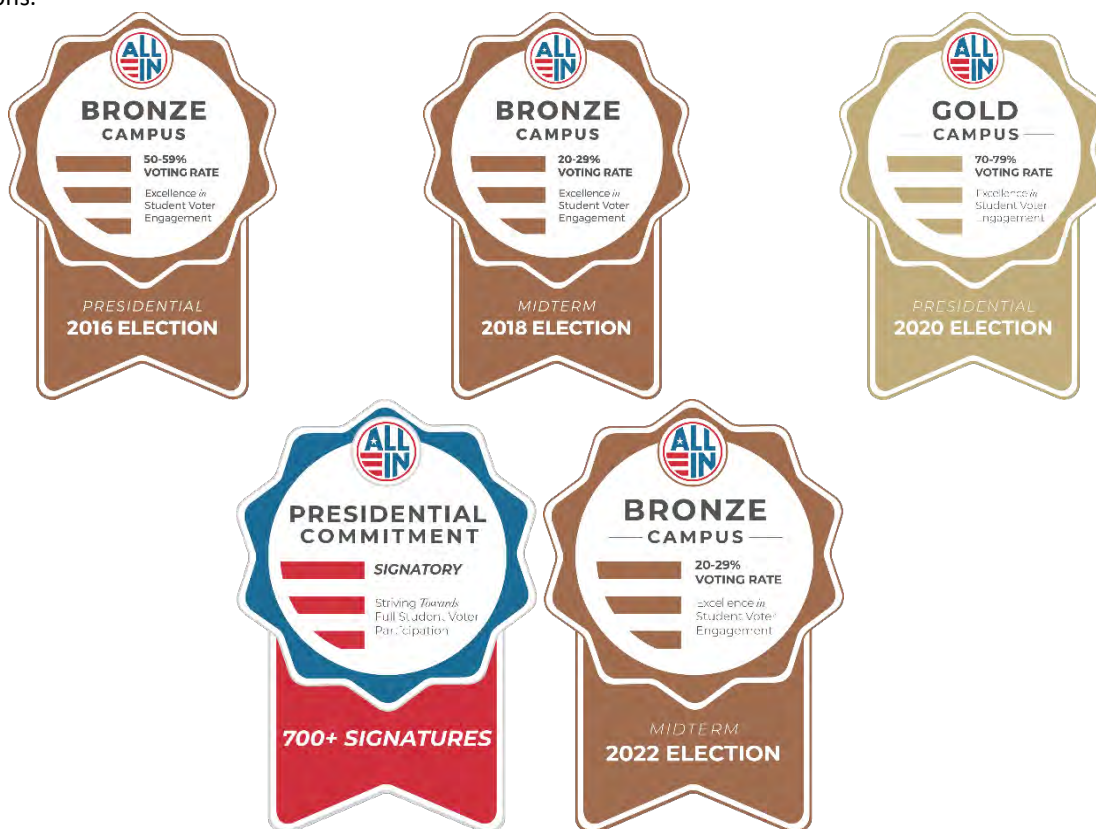 ons.
ALL
IN
BRONZE
CAMPUS
50-59%
VOTING RATE
Excellence in
Student Voter
Engagement
PRESIDENTIAL
2016 ELECTION
ALL
IN
BRONZE
CAMPUS
20-29%
VOTING RATE
Excellence in
Student Voter
Engagement
MIDTERM
2018 ELECTION
ALL
IN
GOLD
CAMPUS
70-79%
VOTING RATE
Excellence in
Student Voter
Engagement
PRESIDENTIAL
2020 ELECTION
ALL
IN
PRESIDENTIAL
COMMITMENT
SIGNATORY
Striving Towards
Full Student Voter
Participation
700+ SIGNATURES
ALL
IN
BRONZE
CAMPUS
20-29%
VOTING RATE
Excellence in
Student Voter
Engagement
MIDTERM
2022 ELECTION